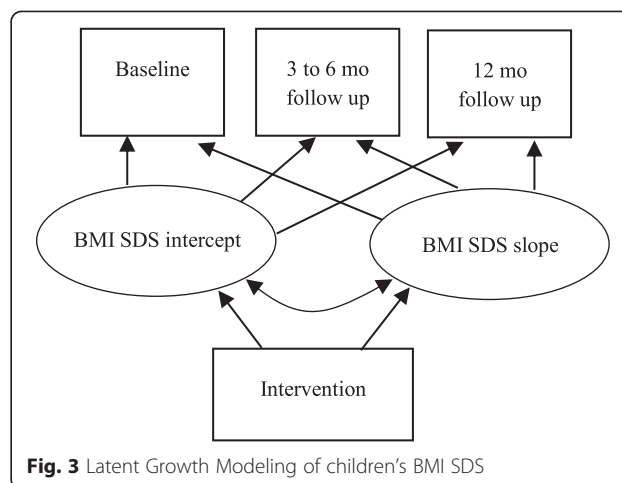 Baseline
3 to 6 mo
follow up
12 mo
follow up
BMI SDS intercept
BMI SDS slope
Intervention
Fig. 3 Latent Growth Modeling of children's BMI SDS